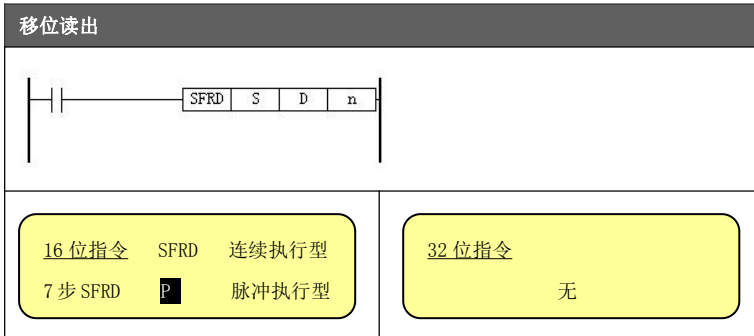 移位读出
SFRD S D n
16 位指令 SFRD 连续执行型
7 步 SFRD P 脉冲执行型
32 位指令
无